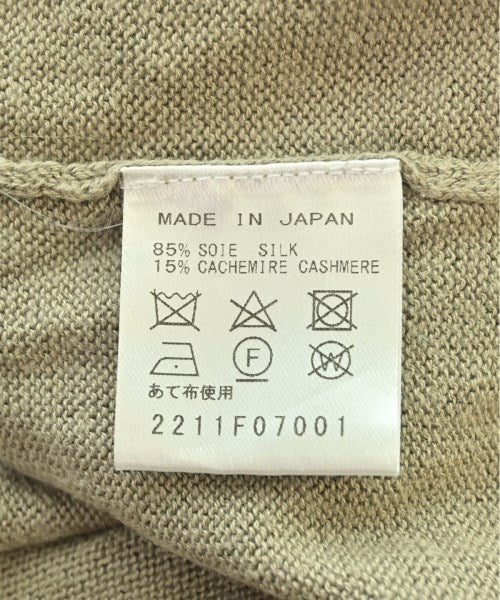 MADE IN JAPAN
85% SOIE SILK
15% CACHEMIRE CASHMERE
F W
あて布使用
2211F07001